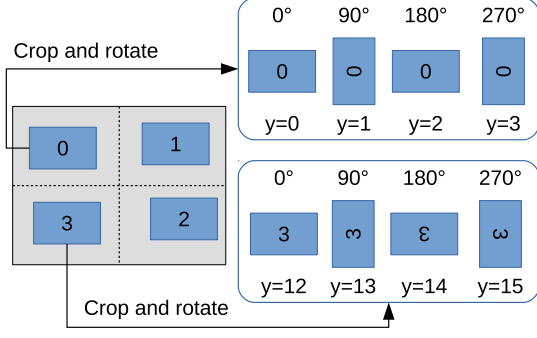 Crop and rotate
0 1
3 2
0° 90° 180° 270°
0 0 0 0
y=0 y=1 y=2 y=3
0° 90° 180° 270°
3 3 3 3
y=12 y=13 y=14 y=15
Crop and rotate